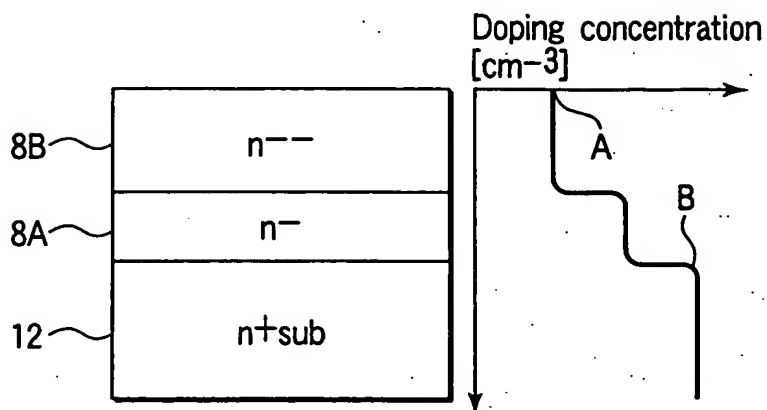 Doping concentration
[cm-3]
8B
n--
A
8A
n-
B
12
n+sub